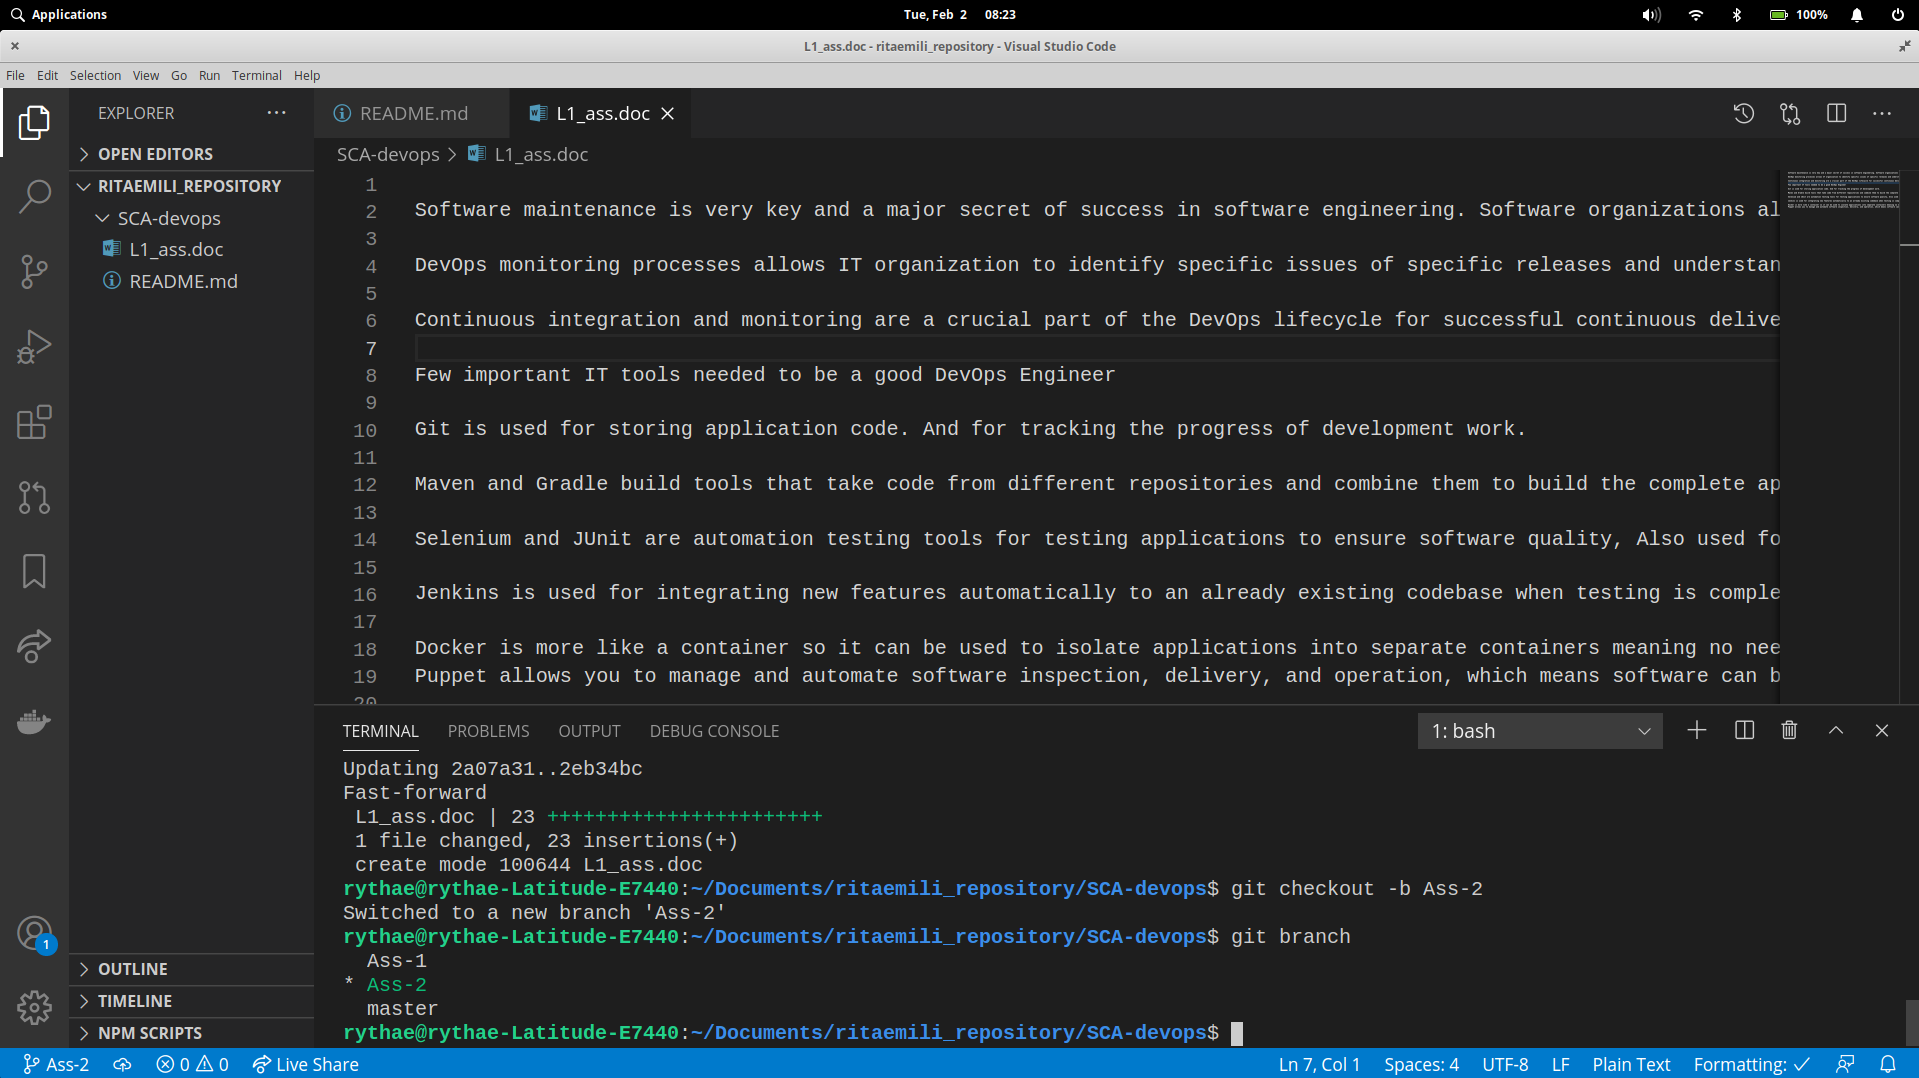 Applications
Tue, Feb 2 08:23
100%
L1_ass.doc - ritaemili_repository - Visual Studio Code
File Edit Selection View Go Run Terminal Help
EXPLORER
README.md
L1_ass.doc
OPEN EDITORS
RITAEMILI_REPOSITORY
SCA-devops
L1_ass.doc
README.md
SCA-devops > L1_ass.doc
1
2 Software maintenance is very key and a major secret of success in software engineering. Software organizations al
3
4 DevOps monitoring processes allows IT organization to identify specific issues of specific releases and understan
5
6 Continuous integration and monitoring are a crucial part of the DevOps lifecycle for successful continuous delive
7
8 Few important IT tools needed to be a good DevOps Engineer
9
10 Git is used for storing application code. And for tracking the progress of development work.
11
12 Maven and Gradle build tools that take code from different repositories and combine them to build the complete ap
13
14 Selenium and JUnit are automation testing tools for testing applications to ensure software quality, Also used fo
15
16 Jenkins is used for integrating new features automatically to an already existing codebase when testing is comple
17
18 Docker is more like a container so it can be used to isolate applications into separate containers meaning no nee
19 Puppet allows you to manage and automate software inspection, delivery, and operation, which means software can b
20
TERMINAL PROBLEMS OUTPUT DEBUG CONSOLE
1: bash
Updating 2a07a31..2eb34bc
Fast-forward
L1_ass.doc | 23 +++++++++++++++++++++++
1 file changed, 23 insertions(+)
create mode 100644 L1_ass.doc
rythae@rythae-Latitude-E7440:~/Documents/ritaemili_repository/SCA-devops$ git checkout -b Ass-2
Switched to a new branch 'Ass-2'
rythae@rythae-Latitude-E7440:~/Documents/ritaemili_repository/SCA-devops$ git branch
Ass-1
* Ass-2
master
rythae@rythae-Latitude-E7440:~/Documents/ritaemili_repository/SCA-devops$
1
OUTLINE
TIMELINE
NPM SCRIPTS
Ass-2 0 0 Live Share
Ln 7, Col 1 Spaces: 4 UTF-8 LF Plain Text Formatting: ✓